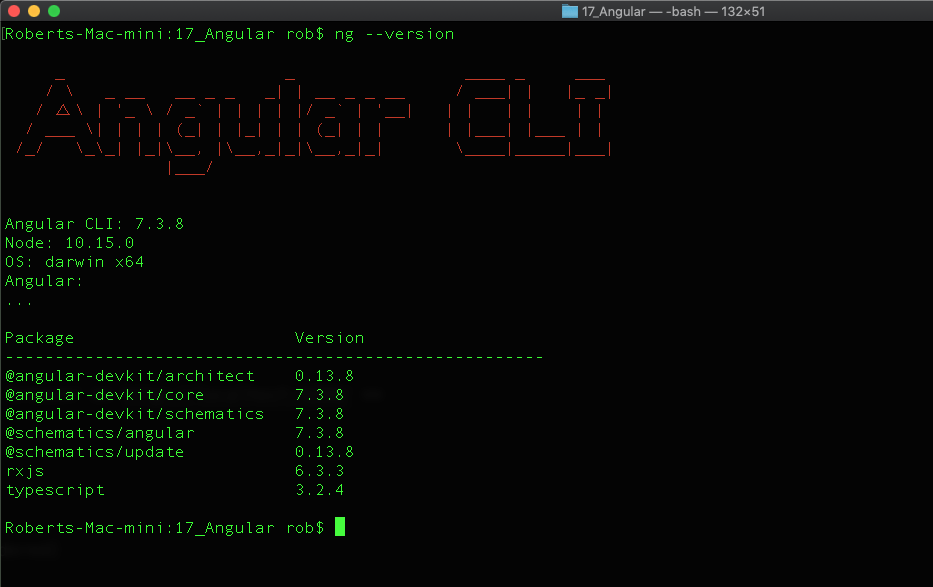 17_Angular — -bash — 132×51
Roberts-Mac-mini:17_Angular rob$ ng --version
Angular CLI
Angular CLI: 7.3.8
Node: 10.15.0
OS: darwin x64
Angular:
...
Package Version
------------------------------------------------------
@angular-devkit/architect 0.13.8
@angular-devkit/core 7.3.8
@angular-devkit/schematics 7.3.8
@schematics/angular 7.3.8
@schematics/update 0.13.8
rxjs 6.3.3
typescript 3.2.4
Roberts-Mac-mini:17_Angular rob$